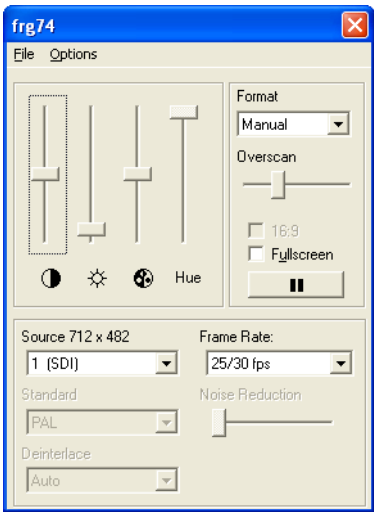 frg74
File Options
Hue
Format
Manual
Overscan
16:9
Fullscreen
Source 712 x 482
1 (SDI)
Standard
PAL
Deinterlace
Auto
Frame Rate:
25/30 fps
Noise Reduction